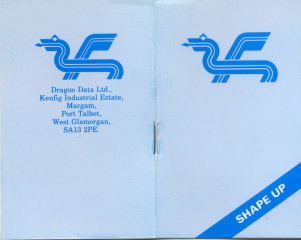 Dragon Data Ltd.,
Kenfig Industrial Estate,
Margam,
Port Talbot,
West Glamorgan,
SA13 2PE.
SHAPE UP